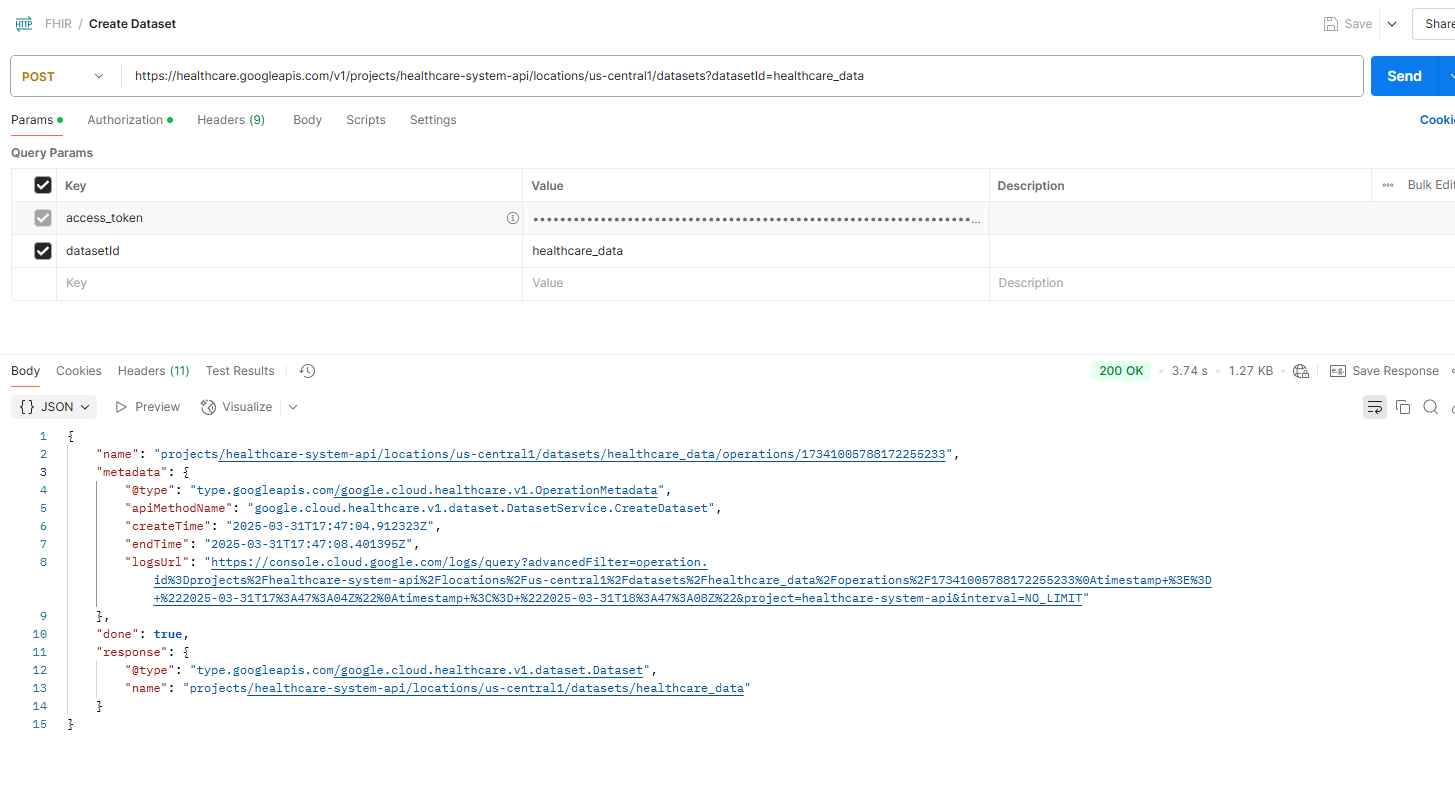 HTTP FHIR / Create Dataset Save Share
POST https://healthcare.googleapis.com/v1/projects/healthcare-system-api/locations/us-central1/datasets?datasetId=healthcare_data Send
Params Authorization Headers (9) Body Scripts Settings Cookie
Query Params
Key Value Description Bulk Edit
access_token
datasetId healthcare_data
Key Value Description
Body Cookies Headers (11) Test Results 200 OK 3.74 s 1.27 KB e.g. Save Response
{} JSON Preview Visualize
1 {
2 "name": "projects/healthcare-system-api/locations/us-central1/datasets/healthcare_data/operations/17341005788172255233",
3 "metadata": {
4 "@type": "type.googleapis.com/google.cloud.healthcare.v1.OperationMetadata",
5 "apiMethodName": "google.cloud.healthcare.v1.dataset.DatasetService.CreateDataset",
6 "createTime": "2025-03-31T17:47:04.912323Z",
7 "endTime": "2025-03-31T17:47:08.401395Z",
8 "logsUrl": "https://console.cloud.google.com/logs/query?advancedFilter=operation.
id%3Dprojects%2Fhealthcare-system-api%2Flocations%2Fus-central1%2Fdatasets%2Fhealthcare_data%2Foperations%2F17341005788172255233%0Atimestamp+%3E%3D
+%222025-03-31T17%3A47%3A04Z%22%0Atimestamp+%3C%3D+%222025-03-31T18%3A47%3A08Z%22&project=healthcare-system-api&interval=NO_LIMIT"
9 },
10 "done": true,
11 "response": {
12 "@type": "type.googleapis.com/google.cloud.healthcare.v1.dataset.Dataset",
13 "name": "projects/healthcare-system-api/locations/us-central1/datasets/healthcare_data"
14 }
15 }